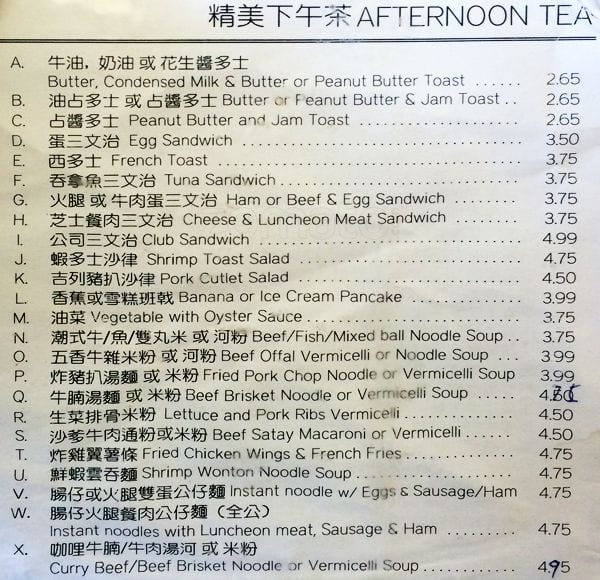 精美下午茶 AFTERNOON TEA
A. 牛油，奶油 或 花生醬多士
Butter, Condensed Milk & Butter or Peanut Butter Toast ...... 2.65
B. 油占多士 或 占醬多士 Butter or Peanut Butter & Jam Toast .. 2.65
C. 占醬多士 Peanut Butter and Jam Toast .......... 2.65
D. 蛋三文治 Egg Sandwich .......... 3.50
E. 西多士 French Toast .......... 3.75
F. 吞拿魚三文治 Tuna Sandwich .......... 3.75
G. 火腿 或 牛肉蛋三文治 Ham or Beef & Egg Sandwich ...... 3.75
H. 芝士餐肉三文治 Cheese & Luncheon Meat Sandwich ...... 3.75
I. 公司三文治 Club Sandwich .......... 4.99
J. 蝦多士沙律 Shrimp Toast Salad .......... 4.75
K. 吉列豬扒沙律 Pork Cutlet Salad .......... 4.50
L. 香蕉或雪糕班戟 Banana or Ice Cream Pancake .......... 3.99
M. 油菜 Vegetable with Oyster Sauce .......... 3.75
N. 潮式牛/魚/雙丸米 或 河粉 Beef/Fish/Mixed ball Noodle Soup .. 3.75
O. 五香牛雜米粉 或 河粉 Beef Offal Vermicelli or Noodle Soup ... 3 99
P. 炸豬扒湯麵 或 米粉 Fried Pork Chop Noodle or Vermicelli Soup 3.99
Q. 牛腩湯麵 或 米粉 Beef Brisket Noodle or Vermicelli Soup ..... 4.50
R. 生菜排骨米粉 Lettuce and Pork Ribs Vermicelli .......... 4.50
S. 沙爹牛肉通粉或米粉 Beef Satay Macaroni or Vermicelli ...... 4.50
T. 炸雞翼薯條 Fried Chicken Wings & French Fries .......... 4.75
U. 鮮蝦雲吞麵 Shrimp Wonton Noodle Soup .......... 4.75
V. 腸仔或火腿雙蛋公仔麵 Instant noodle w/ Eggs & Sausage/Ham 4.75
W. 腸仔火腿餐肉公仔麵（全公）
Instant noodles with Luncheon meat, Sausage & Ham .......... 4.75
X. 咖哩牛腩/牛肉湯河 或 米粉
Curry Beef/Beef Brisket Noodle or Vermicelli Soup ...... 4.95